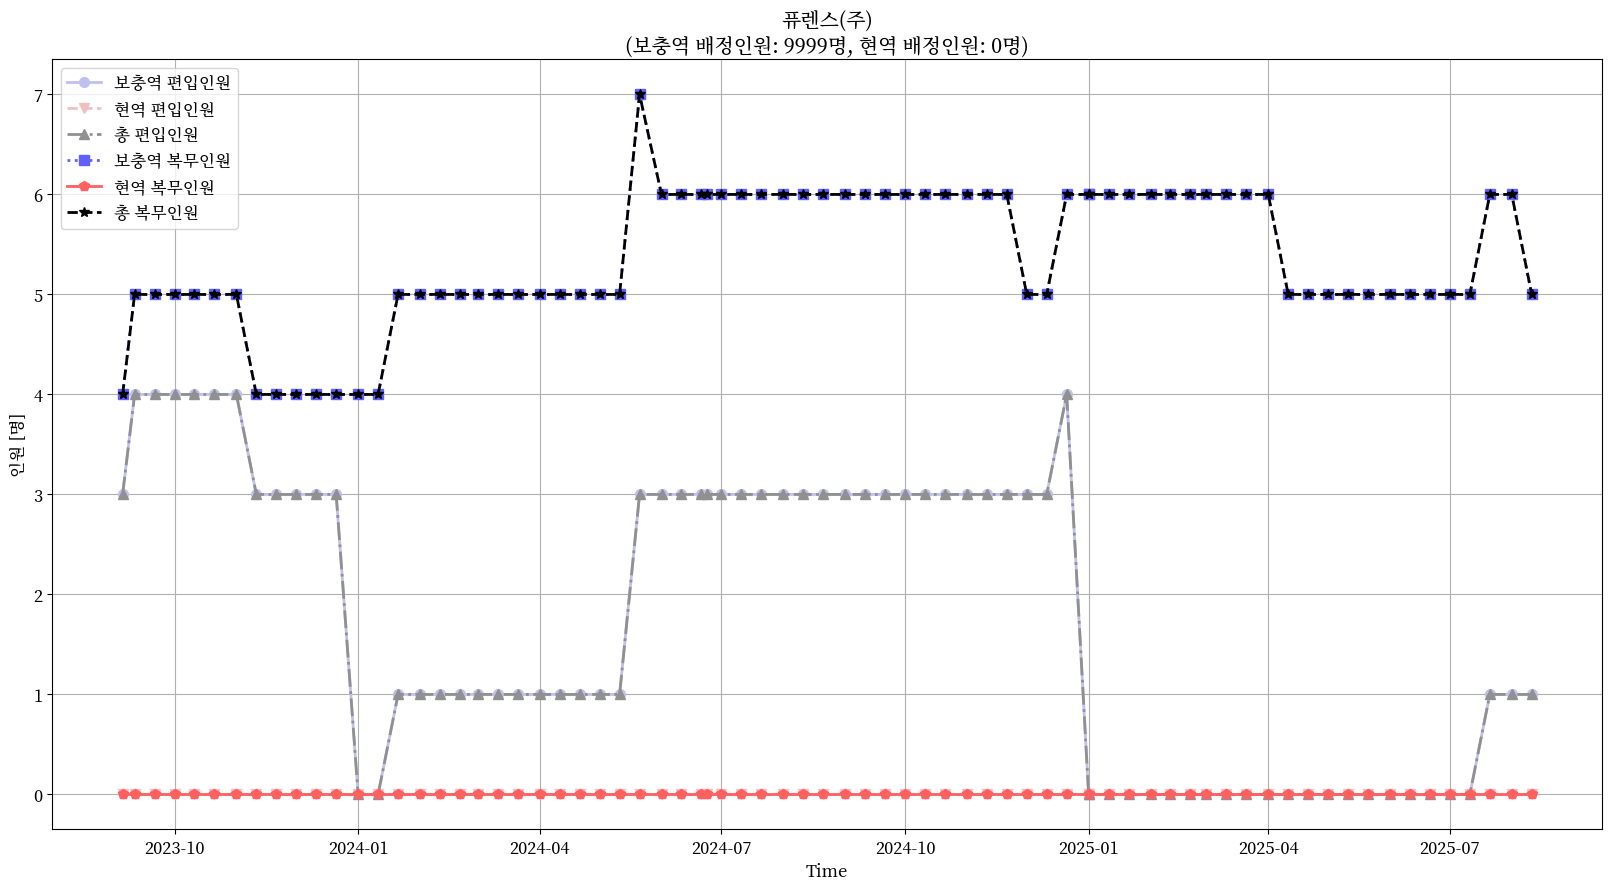 퓨렌스(주)
(보충역 배정인원: 9999명, 현역 배정인원: 0명)
보충역 편입인원
현역 편입인원
총 편입인원
보충역 복무인원
현역 복무인원
총 복무인원
7
6
5
4
3
2
1
0
인원 [명]
2023-10
2024-01
2024-04
2024-07
2024-10
2025-01
2025-04
2025-07
Time